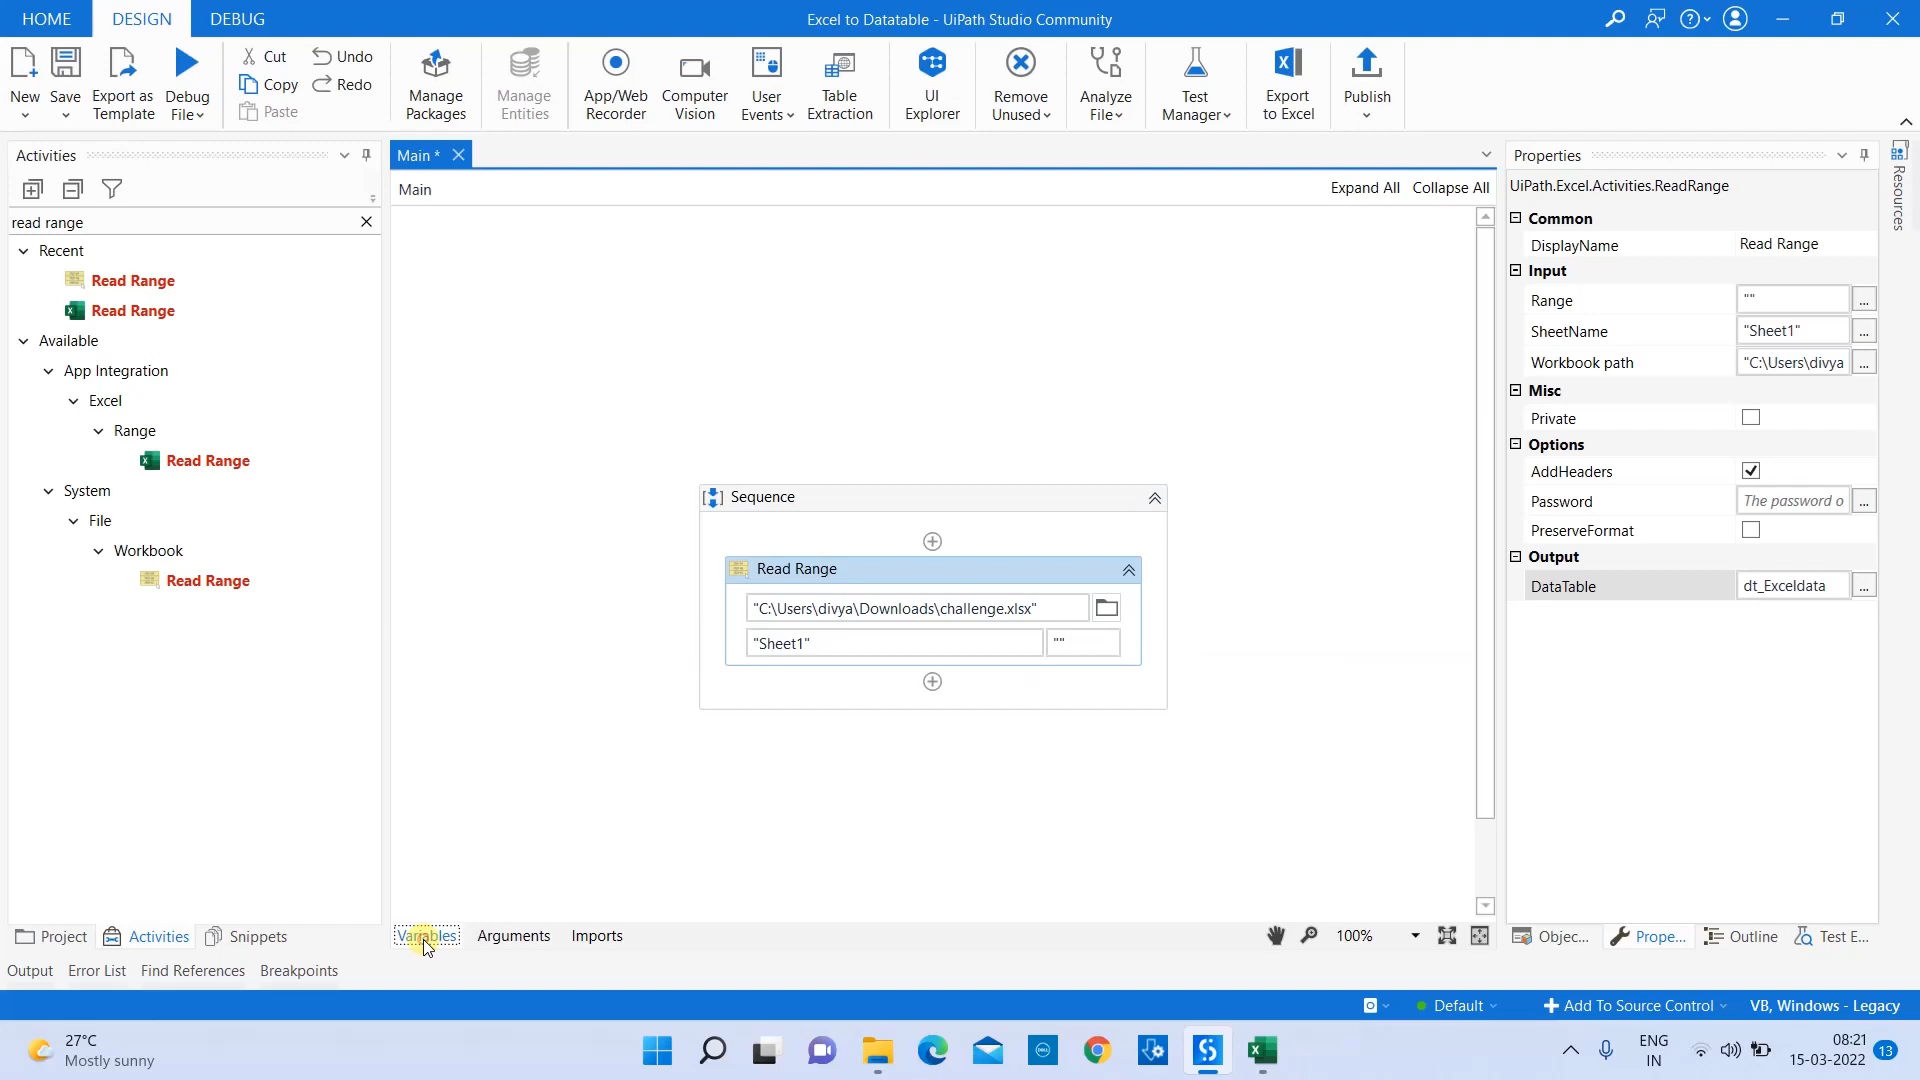 HOME DESIGN DEBUG
Excel to Datatable - UiPath Studio Community
New
Save
Export as Template
Debug File
Cut
Copy
Paste
Undo
Redo
Manage Packages
Manage Entities
App/Web Recorder
Computer Vision
User Events
Table Extraction
UI Explorer
Remove Unused
Analyze File
Test Manager
Export to Excel
Publish
Activities
read range
Recent
Read Range
Read Range
Available
App Integration
Excel
Range
Read Range
System
File
Workbook
Read Range
Project Activities Snippets
Main *
Main
Expand All Collapse All
Sequence
Read Range
"C:\Users\divya\Downloads\challenge.xlsx"
"Sheet1" ""
Variables Arguments Imports
100%
Properties
UiPath.Excel.Activities.ReadRange
Common
DisplayName Read Range
Input
Range ""
SheetName "Sheet1" ...
Workbook path "C:\Users\divya ...
Misc
Private
Options
AddHeaders
Password The password o ...
PreserveFormat
Output
DataTable dt_Exceldata ...
Objec... Prope... Outline Test E...
Resources
Output Error List Find References Breakpoints
Default Add To Source Control VB, Windows - Legacy
27°C
Mostly sunny
DELL
ENG
IN
08:21
15-03-2022
13